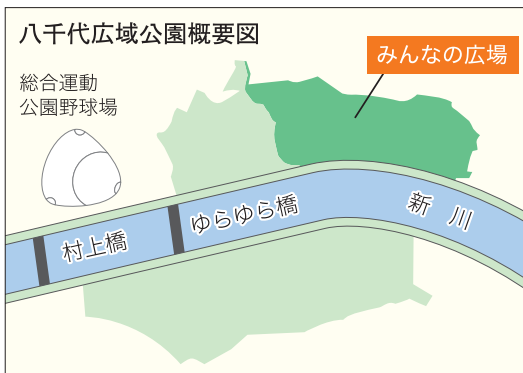 八千代広域公園概要図
みんなの広場
総合運動
公園野球場
ゆらゆら橋
新川
村上橋